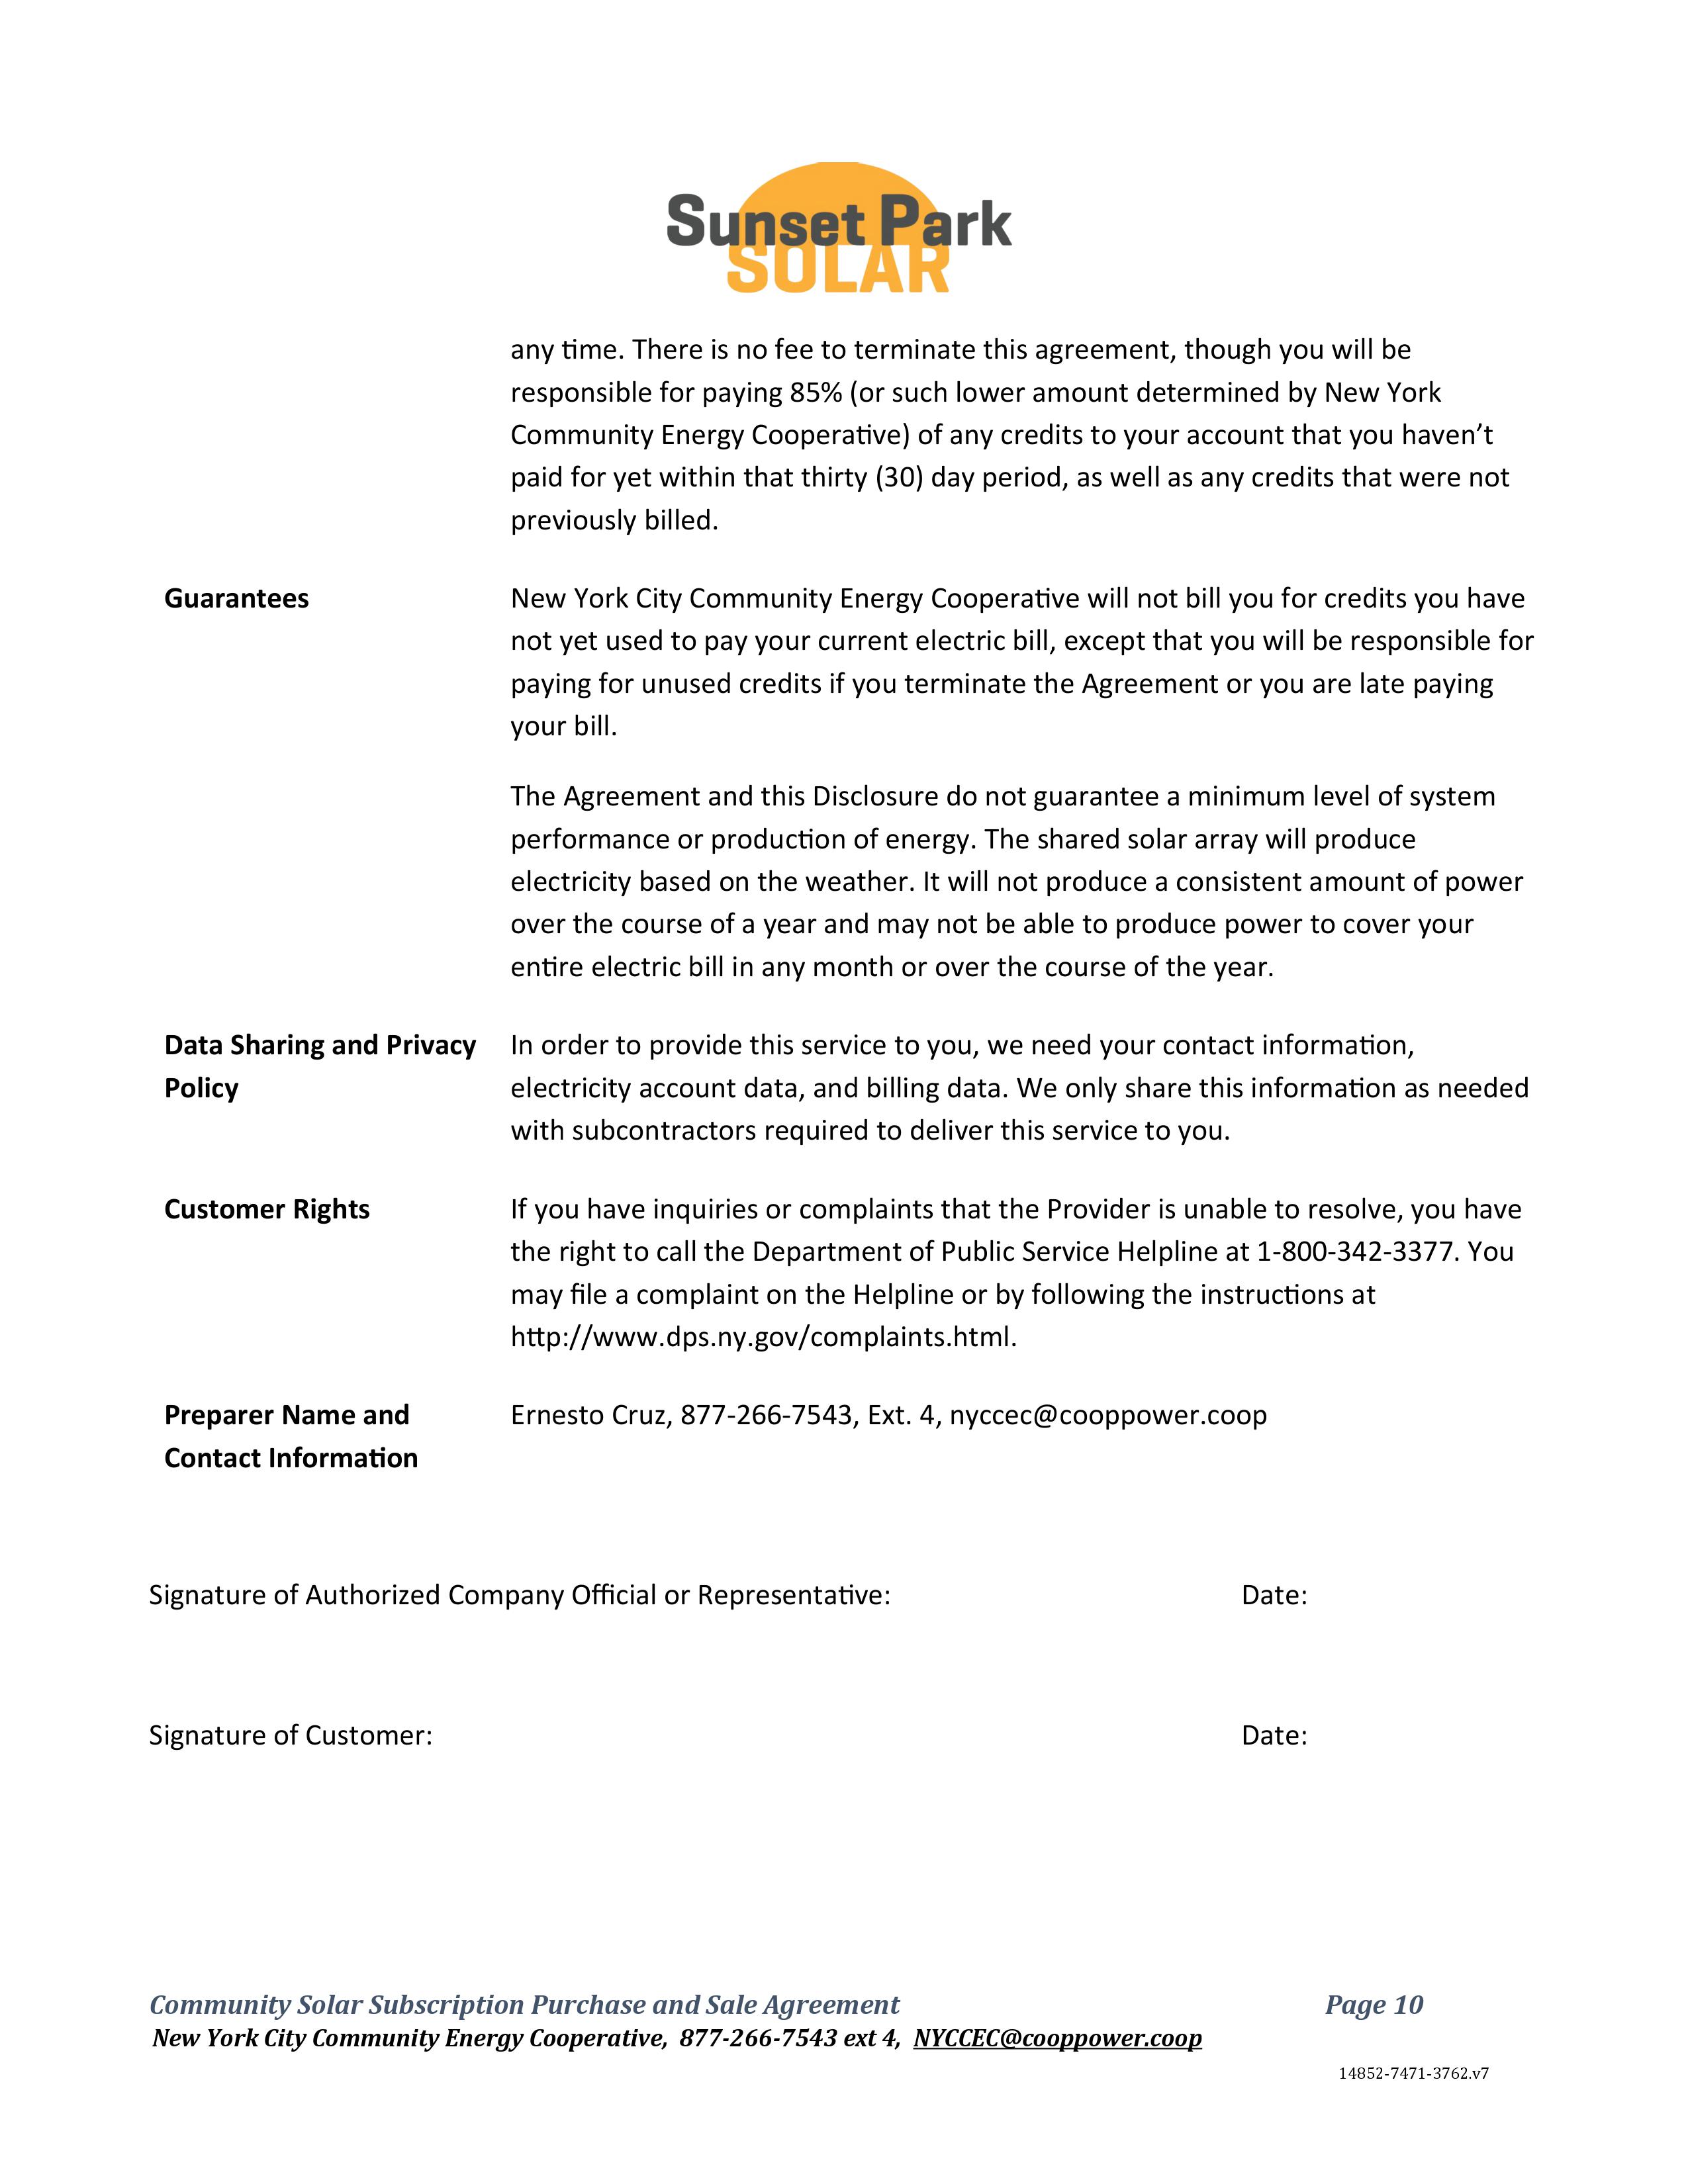 Sunset Park
SOLAR
any time. There is no fee to terminate this agreement, though you will be
responsible for paying 85% (or such lower amount determined by New York
Community Energy Cooperative) of any credits to your account that you haven’t
paid for yet within that thirty (30) day period, as well as any credits that were not
previously billed.
Guarantees
New York City Community Energy Cooperative will not bill you for credits you have
not yet used to pay your current electric bill, except that you will be responsible for
paying for unused credits if you terminate the Agreement or you are late paying
your bill.
The Agreement and this Disclosure do not guarantee a minimum level of system
performance or production of energy. The shared solar array will produce
electricity based on the weather. It will not produce a consistent amount of power
over the course of a year and may not be able to produce power to cover your
entire electric bill in any month or over the course of the year.
Data Sharing and Privacy
Policy
In order to provide this service to you, we need your contact information,
electricity account data, and billing data. We only share this information as needed
with subcontractors required to deliver this service to you.
Customer Rights
If you have inquiries or complaints that the Provider is unable to resolve, you have
the right to call the Department of Public Service Helpline at 1-800-342-3377. You
may file a complaint on the Helpline or by following the instructions at
http://www.dps.ny.gov/complaints.html.
Preparer Name and
Contact Information
Ernesto Cruz, 877-266-7543, Ext. 4, nyccec@cooppower.coop
Signature of Authorized Company Official or Representative: Date:
Signature of Customer: Date:
Community Solar Subscription Purchase and Sale Agreement Page 10
New York City Community Energy Cooperative, 877-266-7543 ext 4, NYCCEC@cooppower.coop
14852-7471-3762.v7